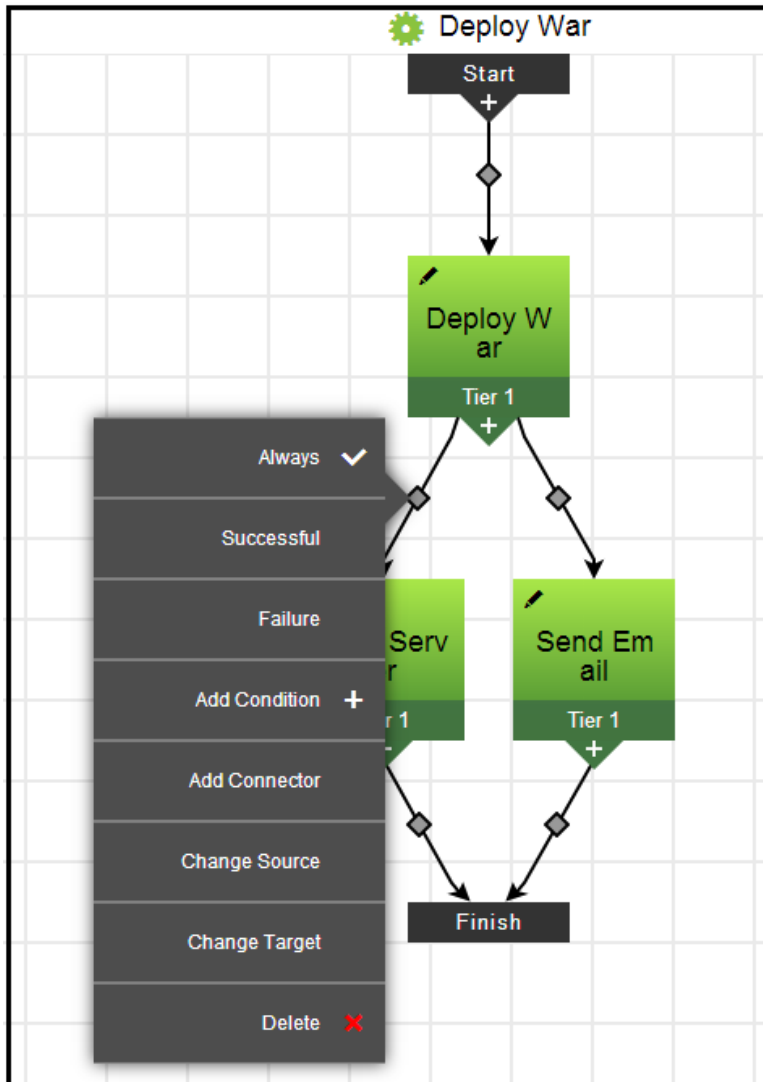 Deploy War
Start
+
Deploy W
ar
Tier 1
+
Always
Successful
Failure
Add Condition +
Add Connector
Change Source
Change Target
Delete
Serv
r
r 1
Send Em
ail
Tier 1
+
Finish